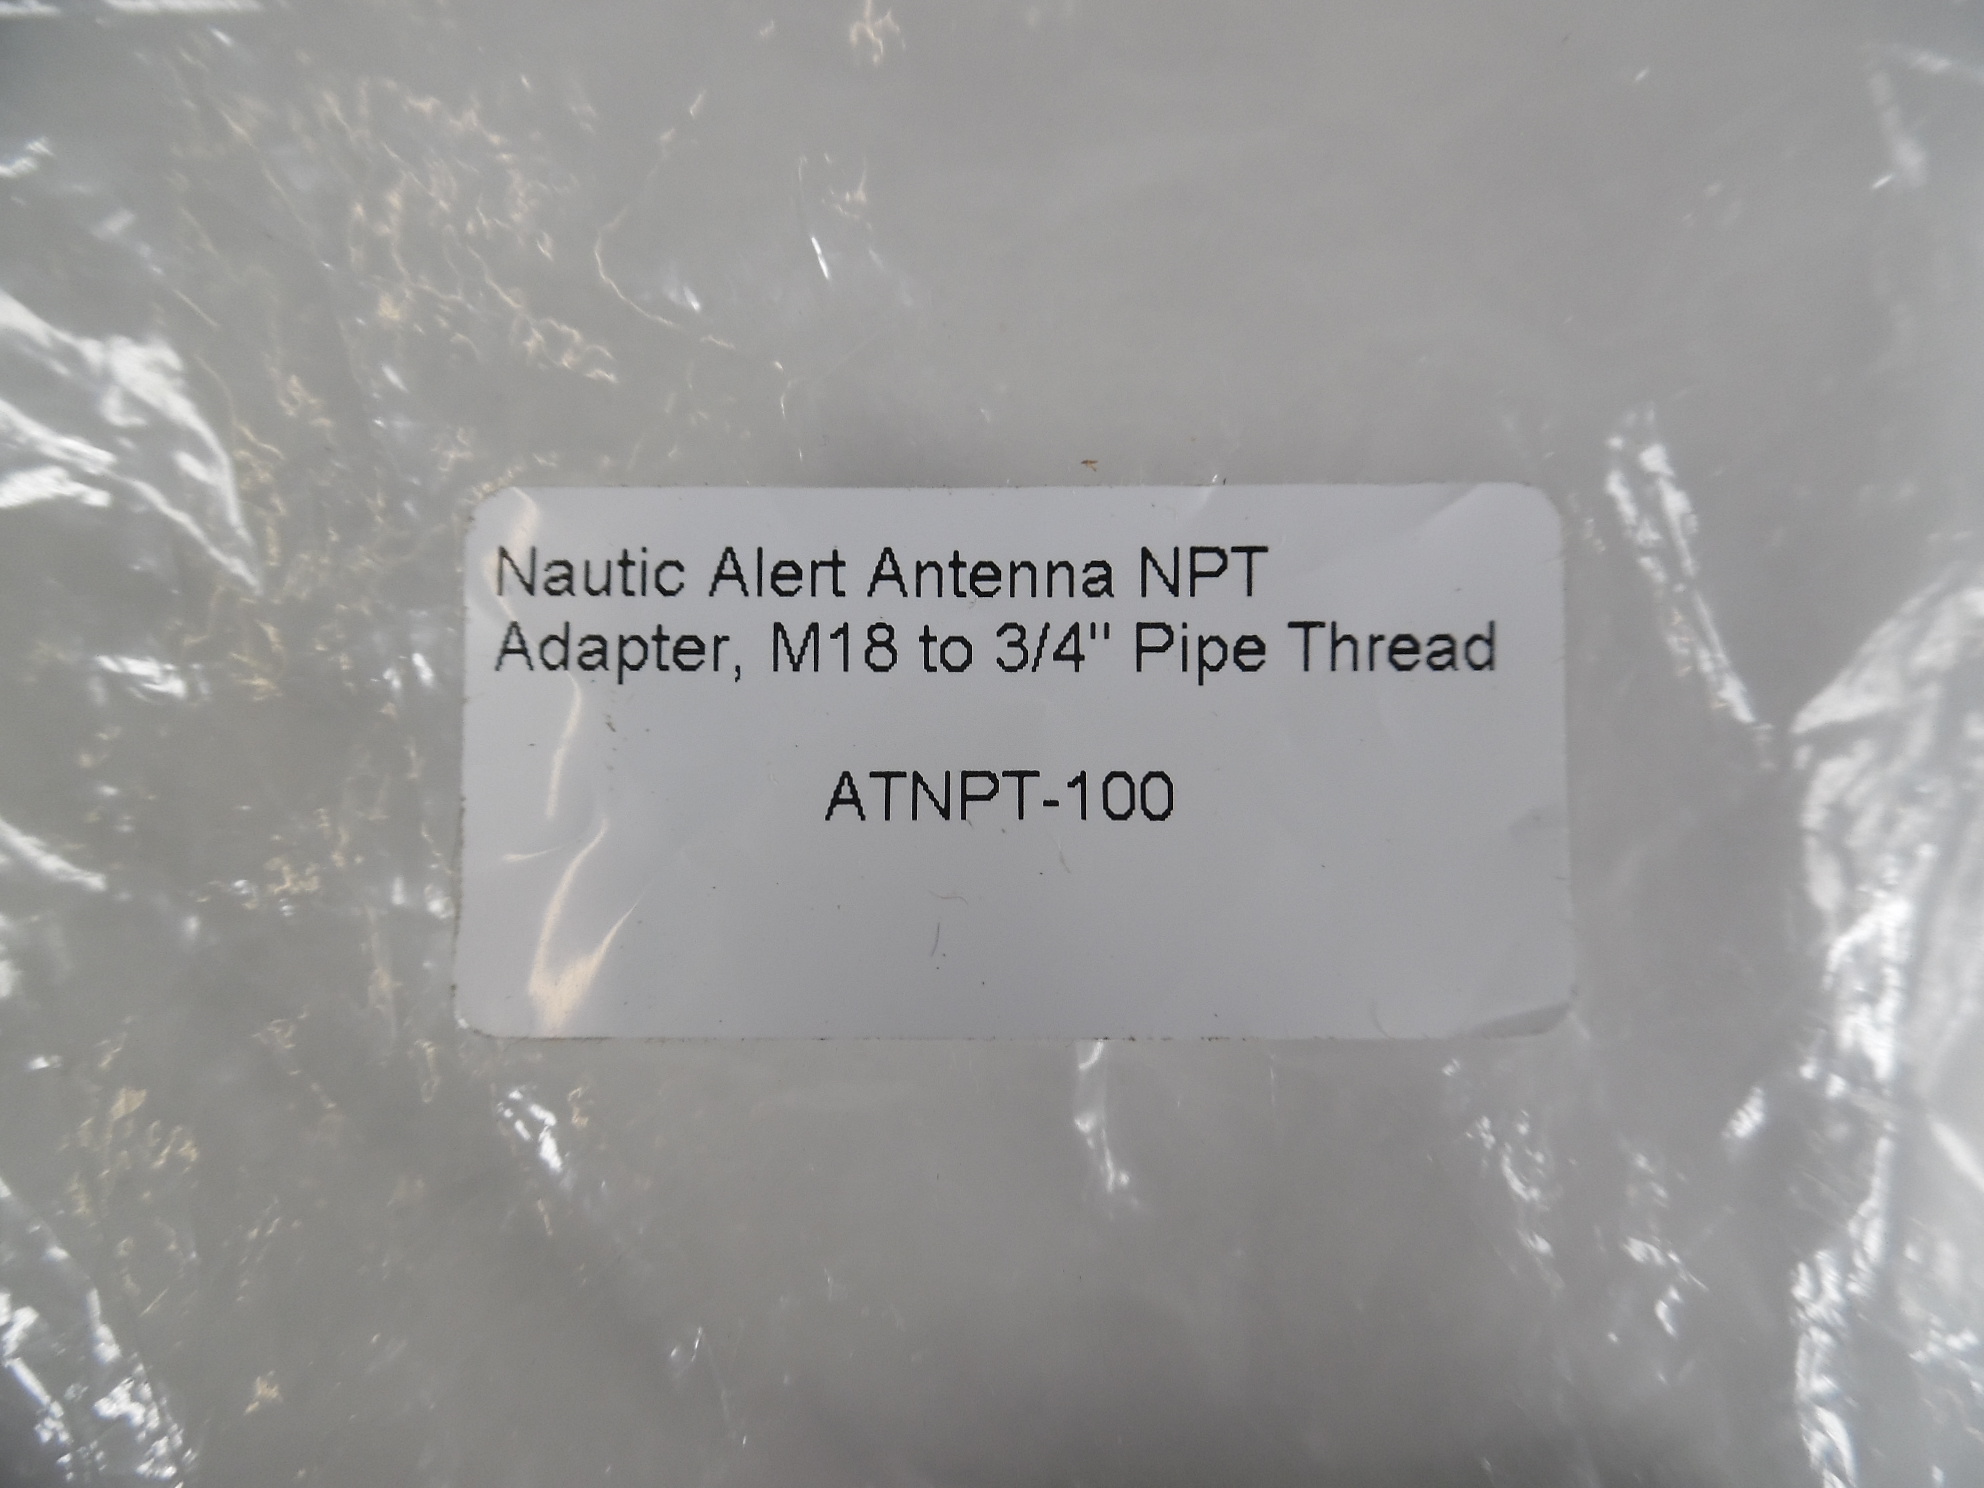 Nautic Alert Antenna NPT
Adapter, M18 to 3/4" Pipe Thread
ATNPT-100